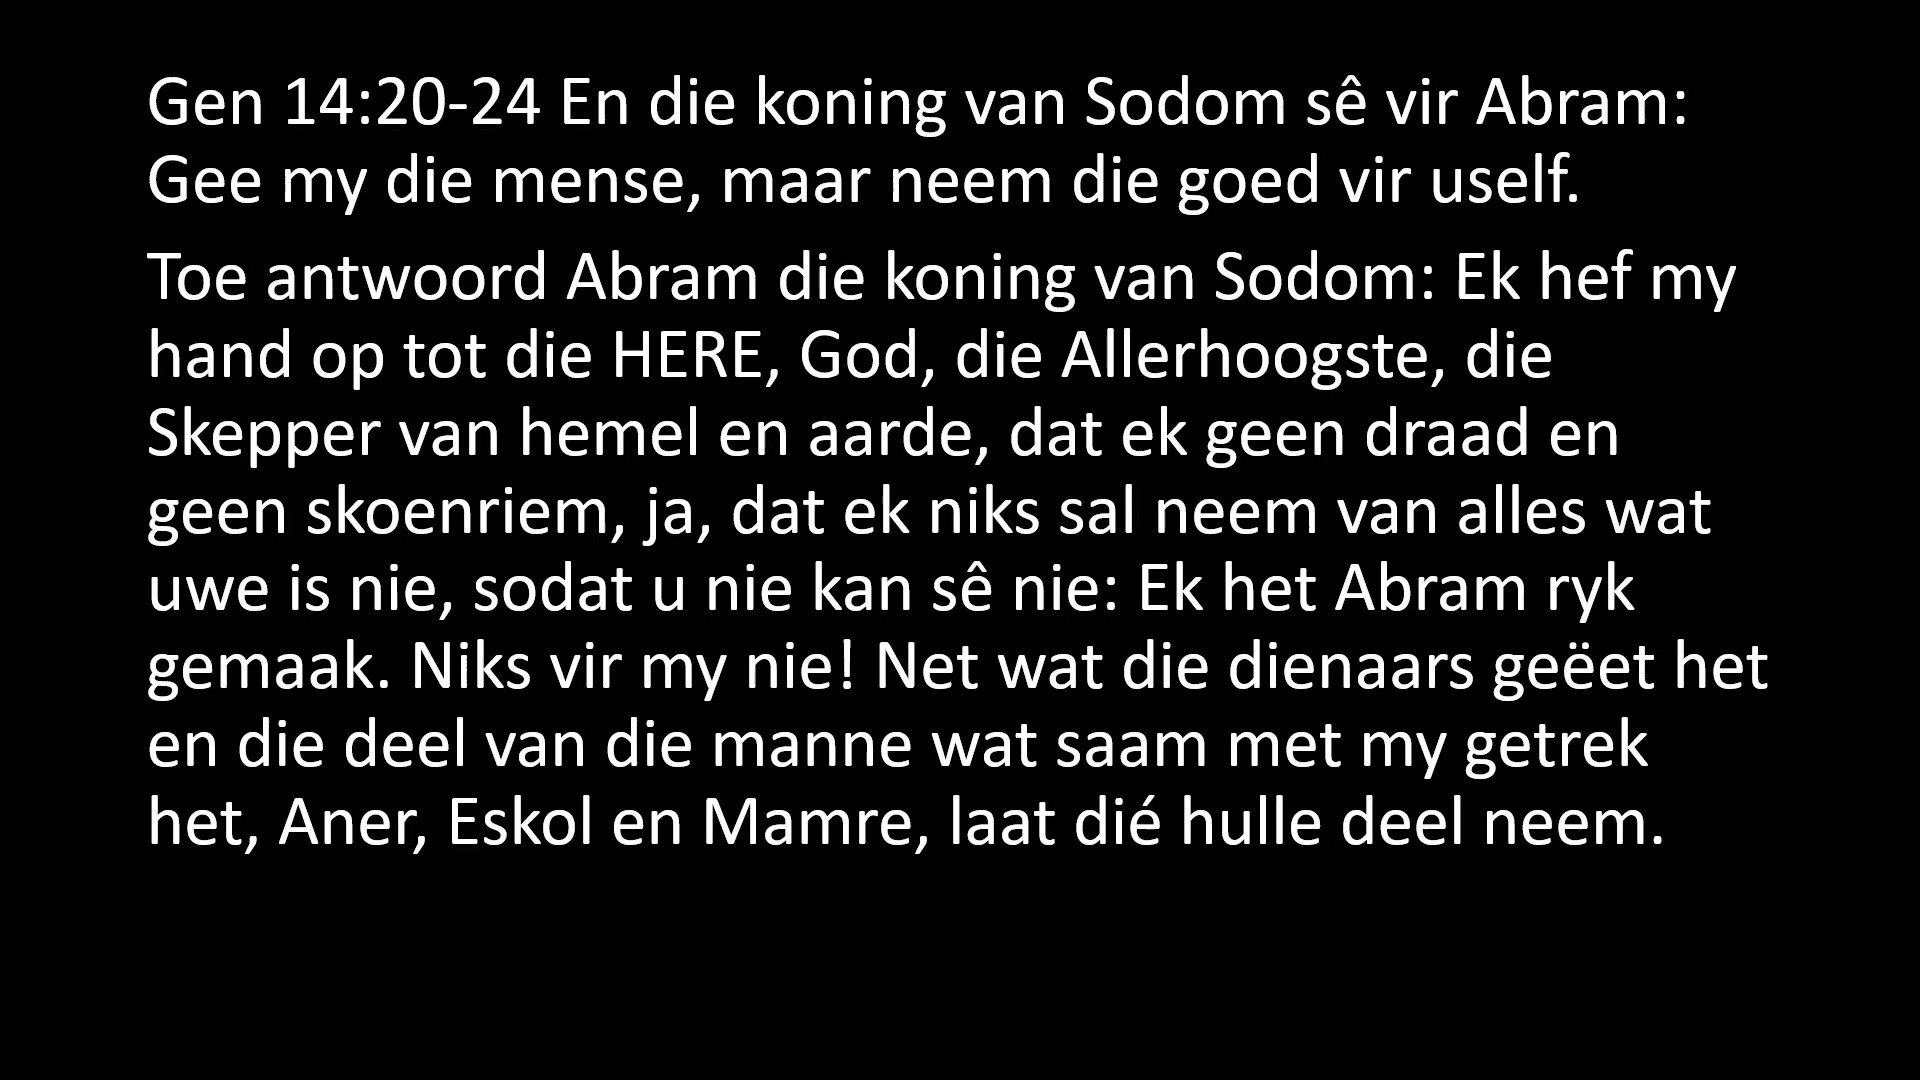 Gen 14:20-24 En die koning van Sodom sê vir Abram:
Gee my die mense, maar neem die goed vir uself.
Toe antwoord Abram die koning van Sodom: Ek hef my
hand op tot die HERE, God, die Allerhoogste, die
Skepper van hemel en aarde, dat ek geen draad en
geen skoenriem, ja, dat ek niks sal neem van alles wat
uwe is nie, sodat u nie kan sê nie: Ek het Abram ryk
gemaak. Niks vir my nie! Net wat die dienaars geëet het
en die deel van die manne wat saam met my getrek
het, Aner, Eskol en Mamre, laat dié hulle deel neem.